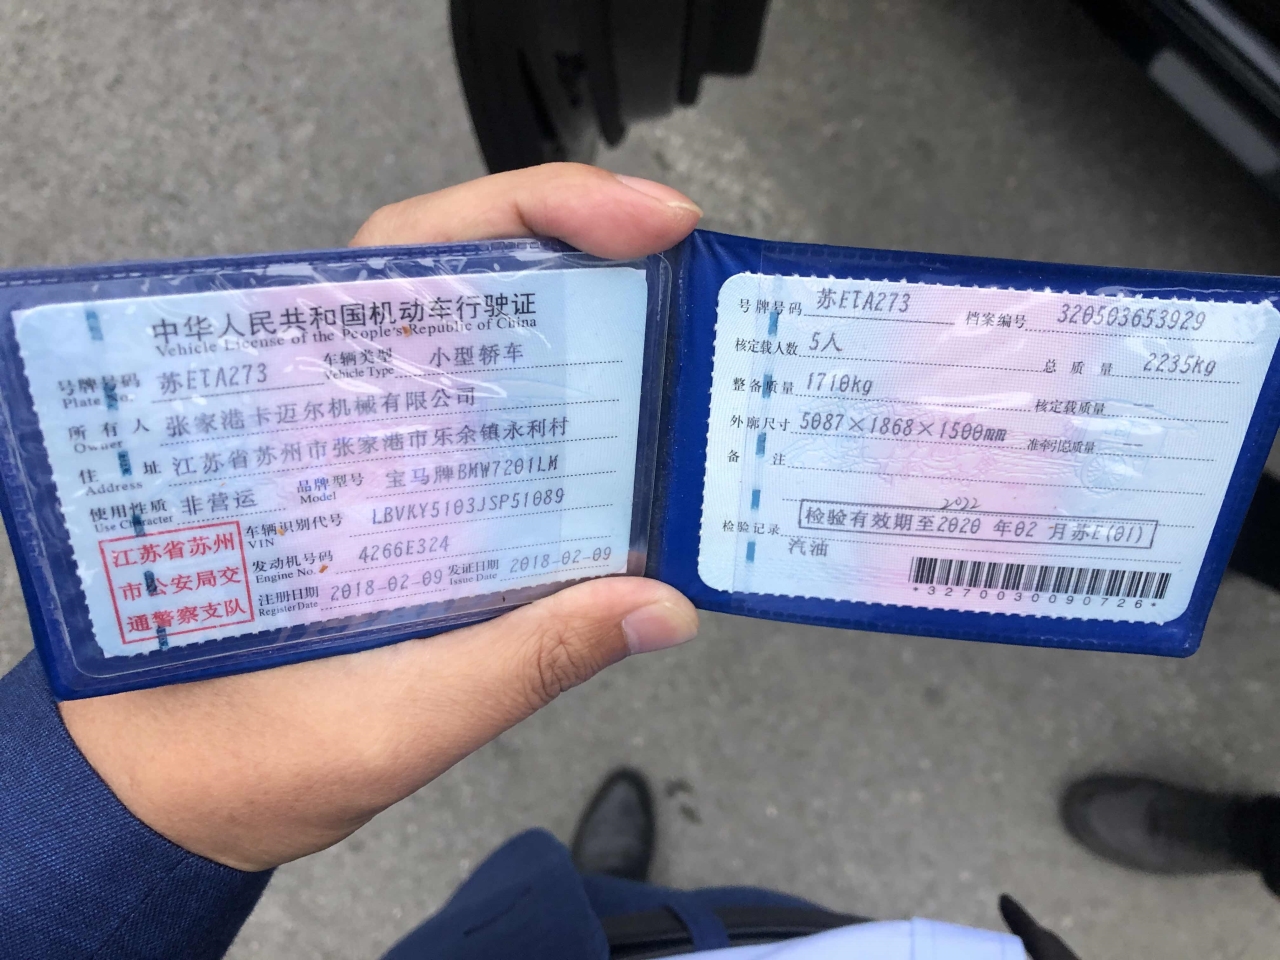 中华人民共和国机动车行驶证
Vehicle License of the People's Republic of China
号牌号码 苏ETA273 车辆类型 小型轿车
Plate No. Vehicle Type
所有人 张家港卡迈尔机械有限公司
Owner
住址 江苏省苏州市张家港市乐余镇永利村
Address
使用性质 非营运 品牌型号 宝马牌BMW7201LM
Use Character Model
江苏省苏州
市公安局交
通警察支队
车辆识别代号 LBVKY5103JSP51089
VIN
发动机号码 4266E324
Engine No.
注册日期 2018-02-09 发证日期 2018-02-09
Register Date Issue Date
号牌号码 苏ETA273 档案编号 320503653929
核定载人数 5人 总质量 2235kg
整备质量 1710kg 核定载质量 --
外廓尺寸 5087×1868×1500mm 准牵引总质量 --
备注
2022
检验记录 检验有效期至2020 年02 月苏E(01)
汽油
*3270030090726*